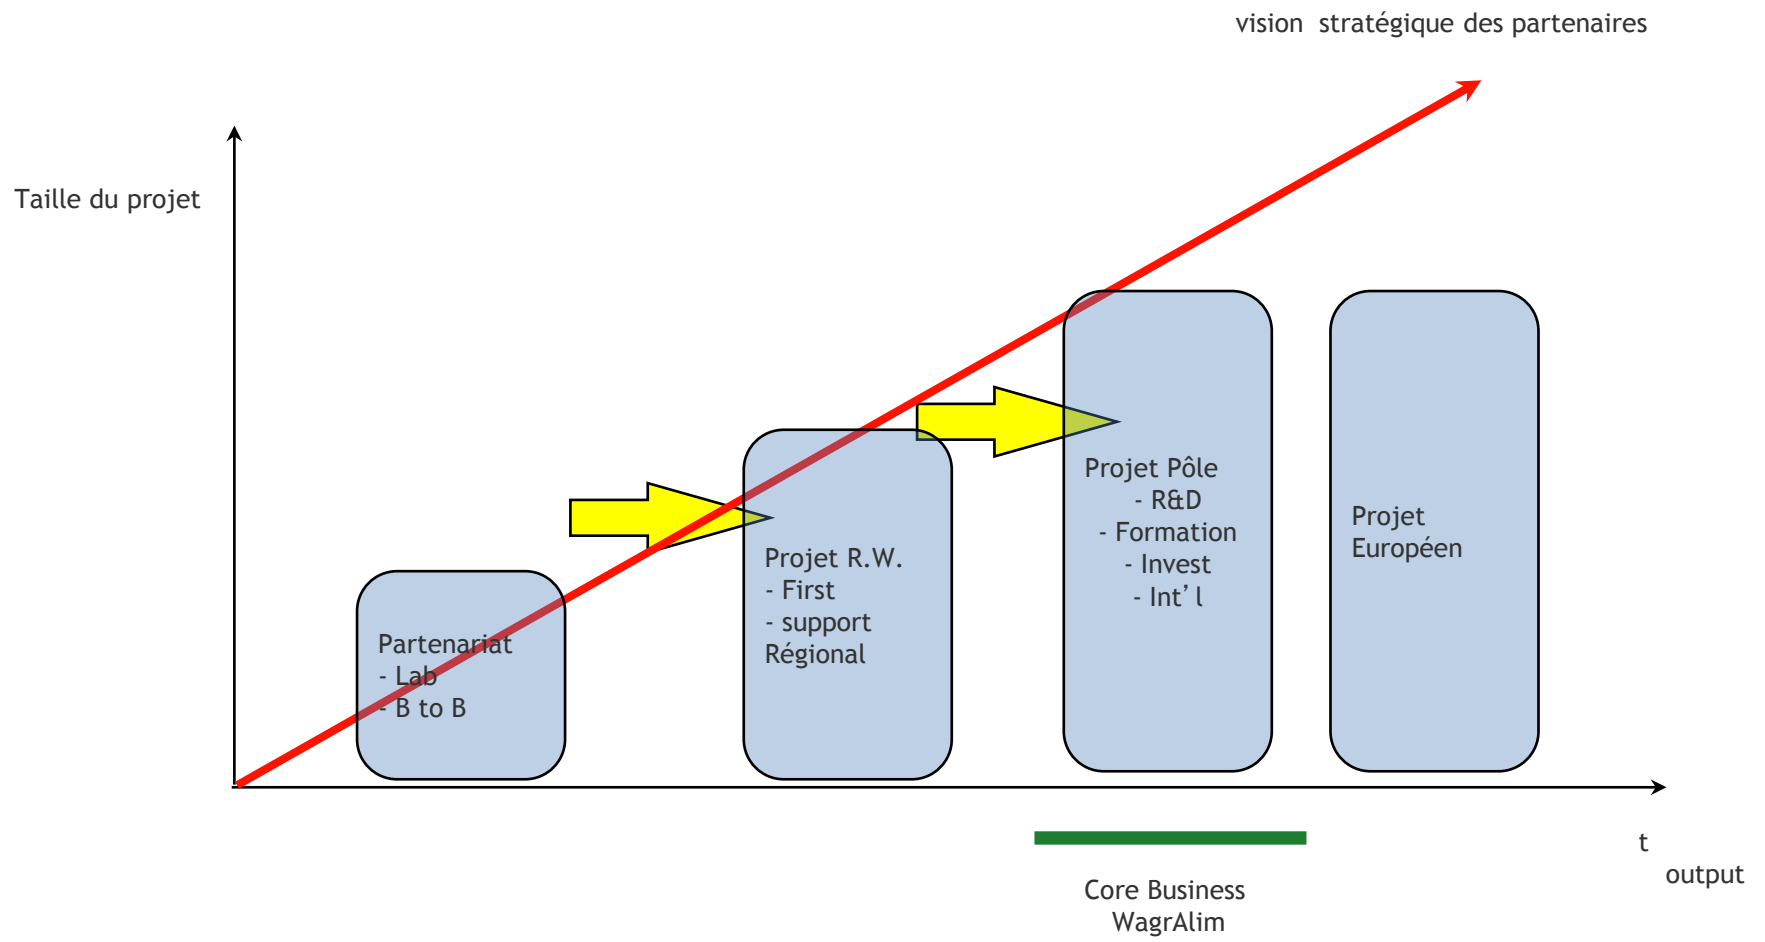 vision stratégique des partenaires
Taille du projet
Partenariat
- Lab
- B to B
Projet R.W.
- First
- support
Régional
Projet Pôle
- R&D
- Formation
- Invest
- Int’ l
Projet
Européen
t
output
Core Business
WagrAlim